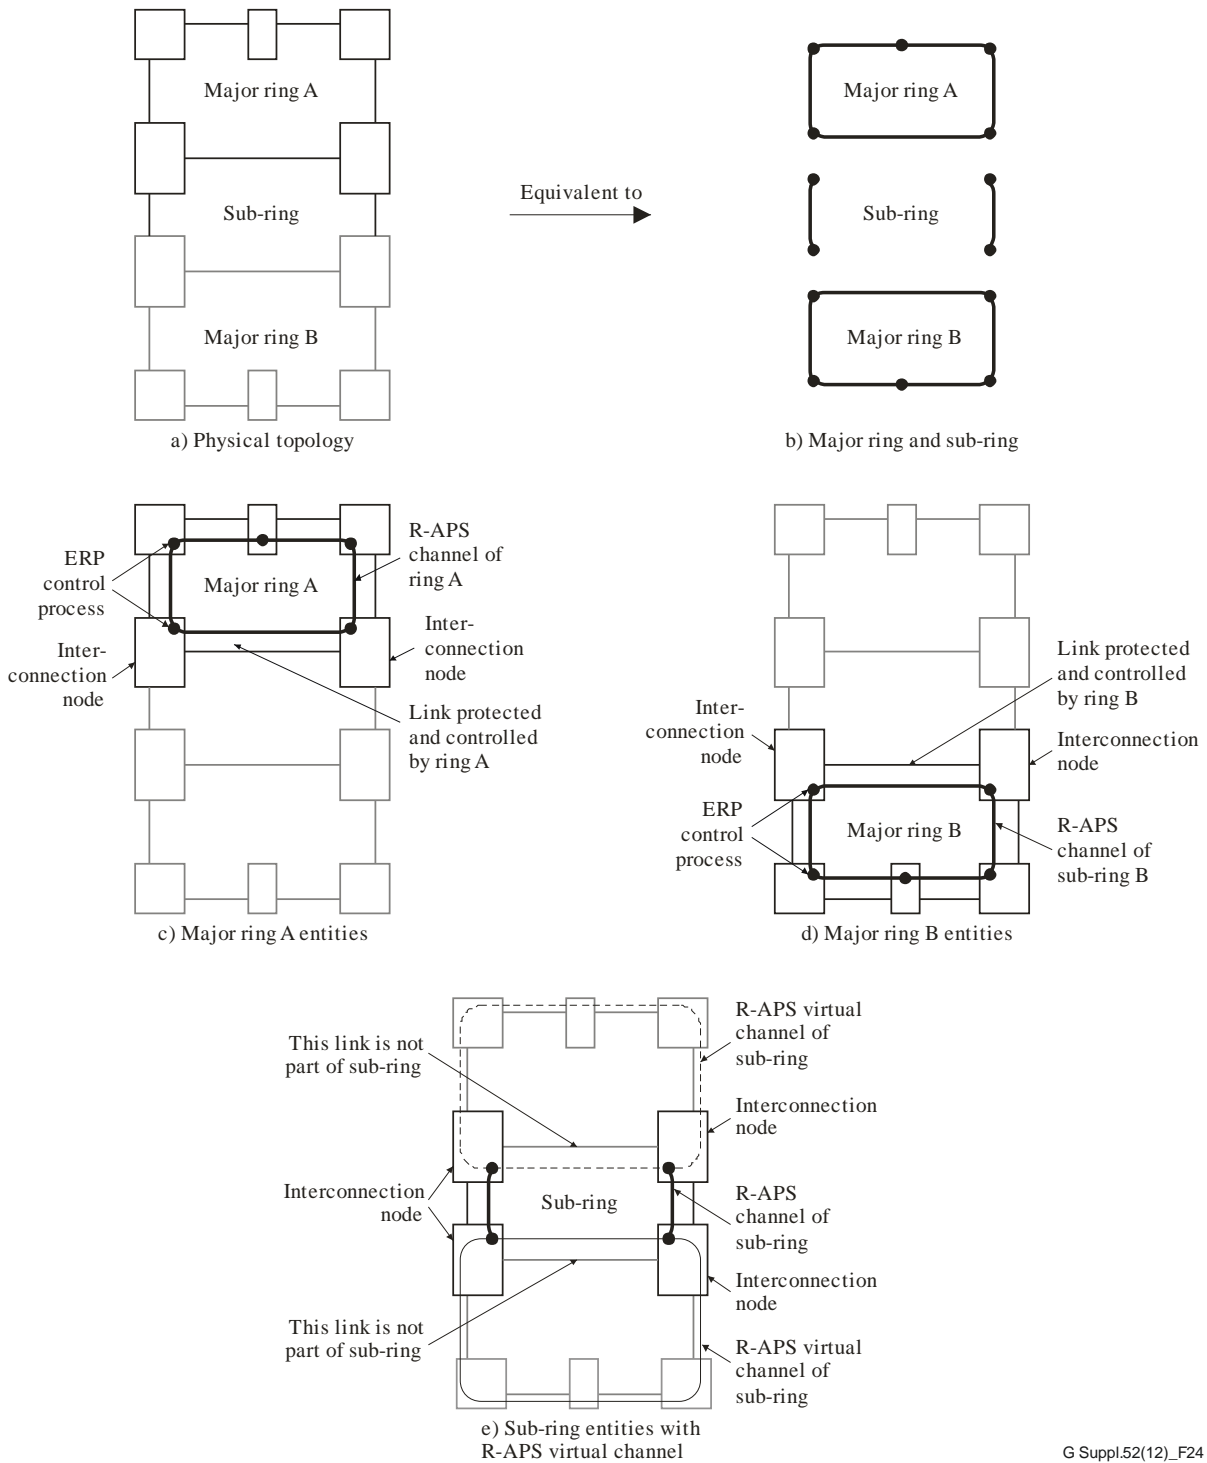 Major ring A
Sub-ring
Major ring B
a) Physical topology
Equivalent to
Major ring A
Sub-ring
Major ring B
b) Major ring and sub-ring
ERP
control
process
Inter-
connection
node
Major ring A
R-APS
channel of
ring A
Inter-
connection
node
Link protected
and controlled
by ring A
c) Major ring A entities
Link protected
and controlled
by ring B
Inter-
connection
node
Interconnection
node
ERP
control
process
Major ring B
R-APS
channel of
sub-ring B
d) Major ring B entities
This link is not
part of sub-ring
R-APS virtual
channel of
sub-ring
Interconnection
node
Interconnection
node
Sub-ring
R-APS
channel of
sub-ring
Interconnection
node
This link is not
part of sub-ring
R-APS virtual
channel of
sub-ring
e) Sub-ring entities with
R-APS virtual channel
G Suppl.52(12)_F24